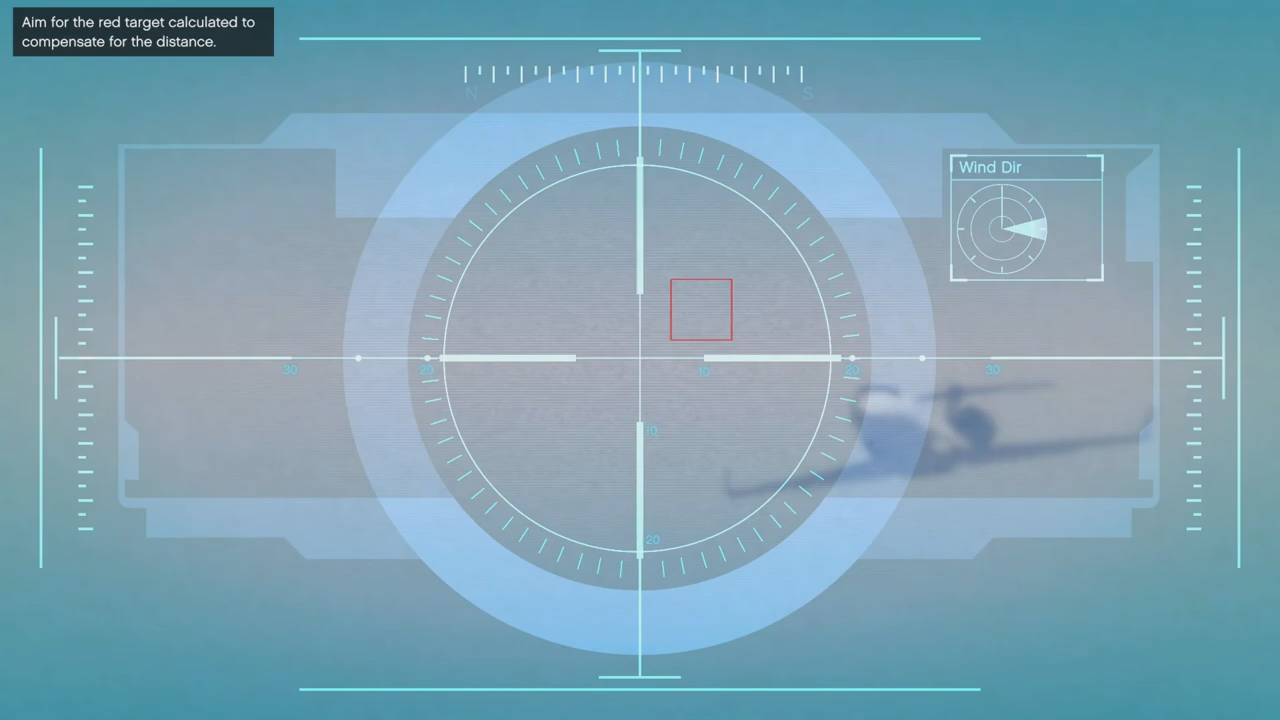 Aim for the red target calculated to
compensate for the distance.
N
S
Wind Dir
30
20
10
20
30
10
20